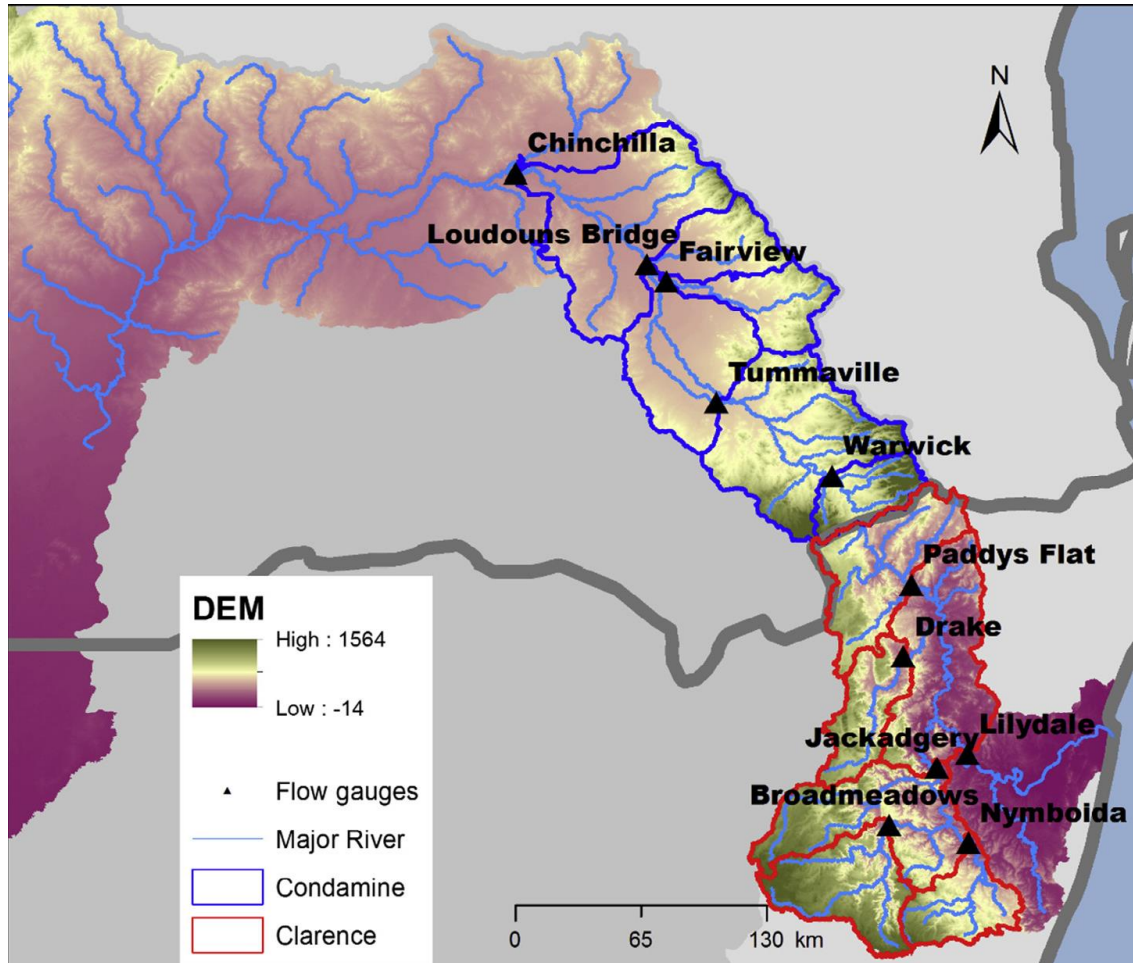 N
Chinchilla
Loudouns Bridge
Fairview
Tummaville
Warwick
Paddys Flat
Drake
Lilydale
Jackadgery
Broadmeadows
Nymboida
DEM
High : 1564
Low : -14
Flow gauges
Major River
Condamine
Clarence
0 65 130 km